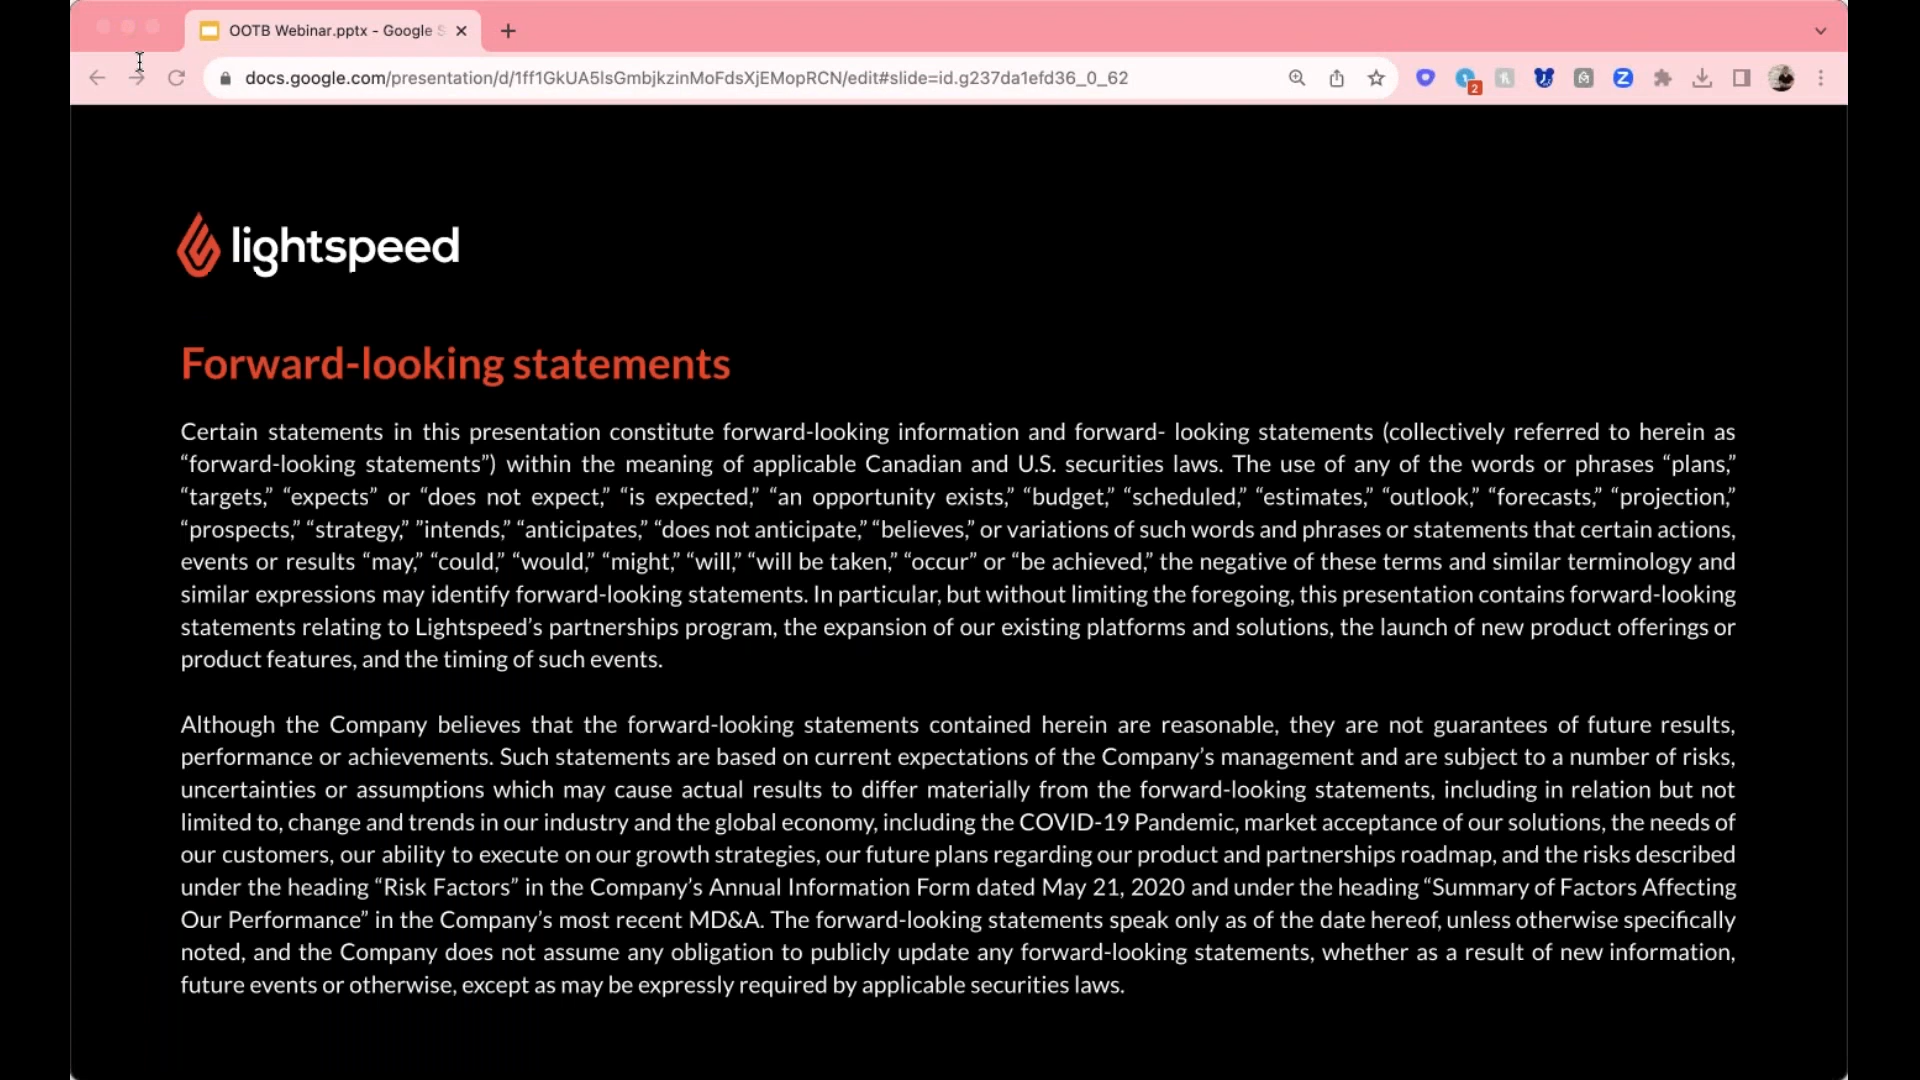 OOTB Webinar.pptx - Google S
docs.google.com/presentation/d/1ff1GkUA5lsGmbjkzinMoFdsXjEMopRCN/edit#slide=id.g237da1efd36_0_62
2
Z
lightspeed
Forward-looking statements
Certain statements in this presentation constitute forward-looking information and forward- looking statements (collectively referred to herein as
“forward-looking statements”) within the meaning of applicable Canadian and U.S. securities laws. The use of any of the words or phrases “plans,”
“targets,” “expects” or “does not expect,” “is expected,” “an opportunity exists,” “budget,” “scheduled,” “estimates,” “outlook,” “forecasts,” “projection,”
“prospects,” “strategy,” ”intends,” “anticipates,” “does not anticipate,” “believes,” or variations of such words and phrases or statements that certain actions,
events or results “may,” “could,” “would,” “might,” “will,” “will be taken,” “occur” or “be achieved,” the negative of these terms and similar terminology and
similar expressions may identify forward-looking statements. In particular, but without limiting the foregoing, this presentation contains forward-looking
statements relating to Lightspeed’s partnerships program, the expansion of our existing platforms and solutions, the launch of new product offerings or
product features, and the timing of such events.
Although the Company believes that the forward-looking statements contained herein are reasonable, they are not guarantees of future results,
performance or achievements. Such statements are based on current expectations of the Company’s management and are subject to a number of risks,
uncertainties or assumptions which may cause actual results to differ materially from the forward-looking statements, including in relation but not
limited to, change and trends in our industry and the global economy, including the COVID-19 Pandemic, market acceptance of our solutions, the needs of
our customers, our ability to execute on our growth strategies, our future plans regarding our product and partnerships roadmap, and the risks described
under the heading “Risk Factors” in the Company’s Annual Information Form dated May 21, 2020 and under the heading “Summary of Factors Affecting
Our Performance” in the Company’s most recent MD&A. The forward-looking statements speak only as of the date hereof, unless otherwise specifically
noted, and the Company does not assume any obligation to publicly update any forward-looking statements, whether as a result of new information,
future events or otherwise, except as may be expressly required by applicable securities laws.